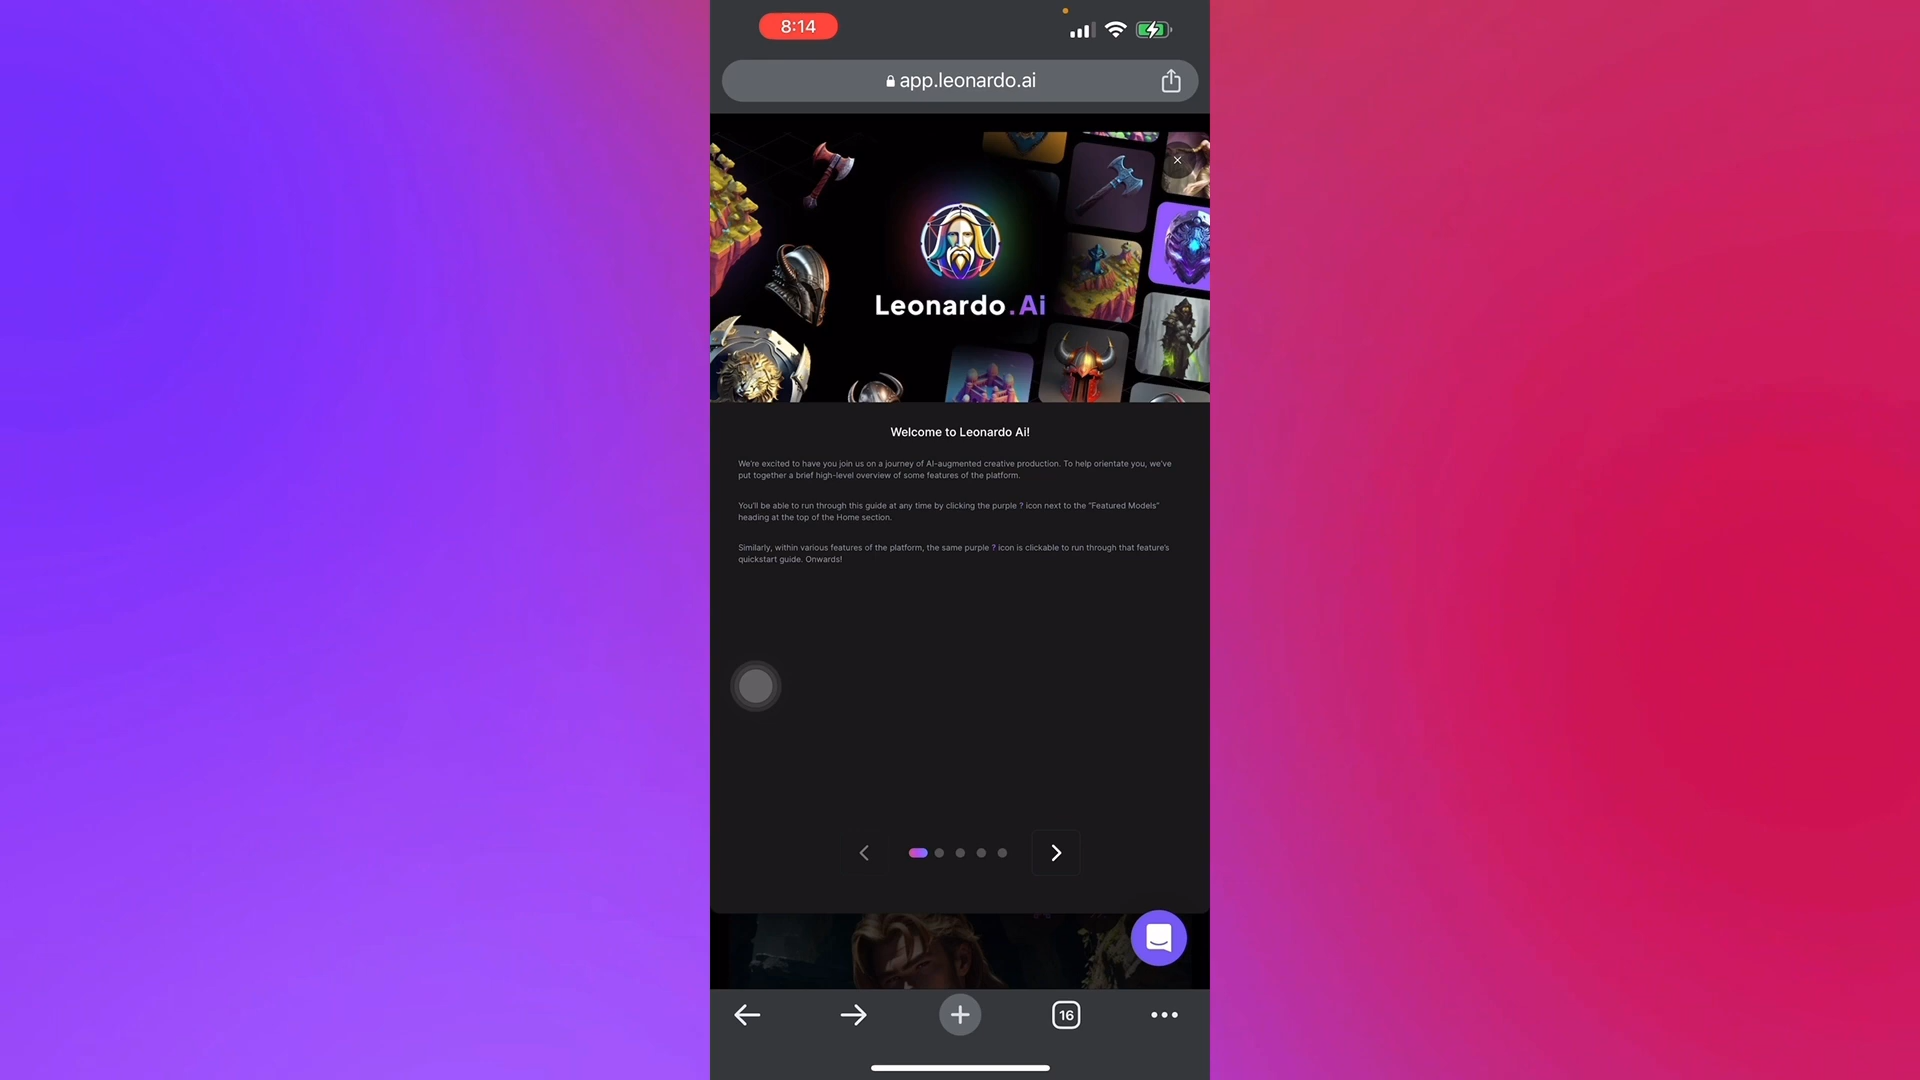 8:14
app.leonardo.ai
Leonardo.Ai
Welcome to Leonardo Ai!
We're excited to have you join us on a journey of AI-augmented creative production. To help orientate you, we've
put together a brief high-level overview of some features of the platform.
You'll be able to run through this guide at any time by clicking the purple ? icon next to the "Featured Models"
heading at the top of the Home section.
Similarly, within various features of the platform, the same purple ? icon is clickable to run through that feature's
quickstart guide. Onwards!
16